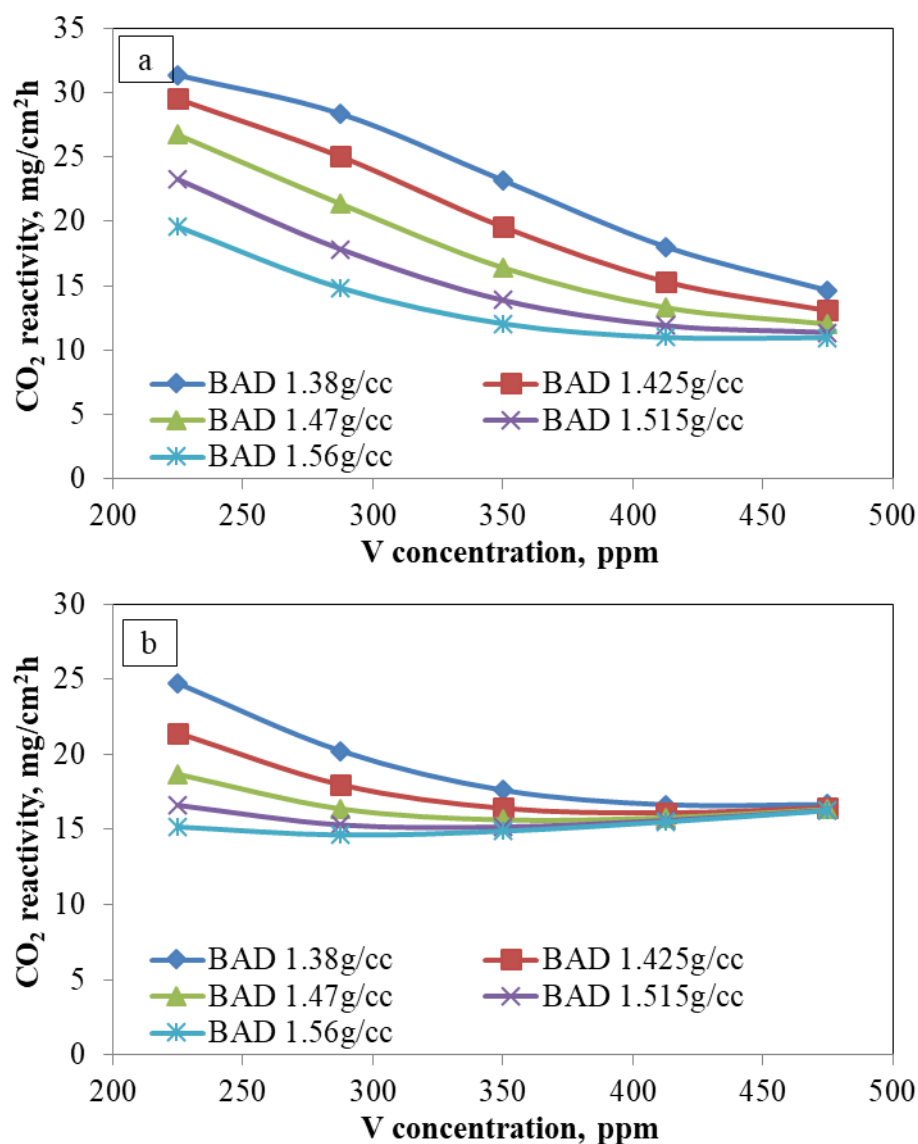 a
CO₂ reactivity, mg/cm²h
35
30
25
20
15
10
5
0
BAD 1.38g/cc
BAD 1.425g/cc
BAD 1.47g/cc
BAD 1.515g/cc
BAD 1.56g/cc
200 250 300 350 400 450 500
V concentration, ppm
b
CO₂ reactivity, mg/cm²h
30
25
20
15
10
5
0
BAD 1.38g/cc
BAD 1.425g/cc
BAD 1.47g/cc
BAD 1.515g/cc
BAD 1.56g/cc
200 250 300 350 400 450 500
V concentration, ppm